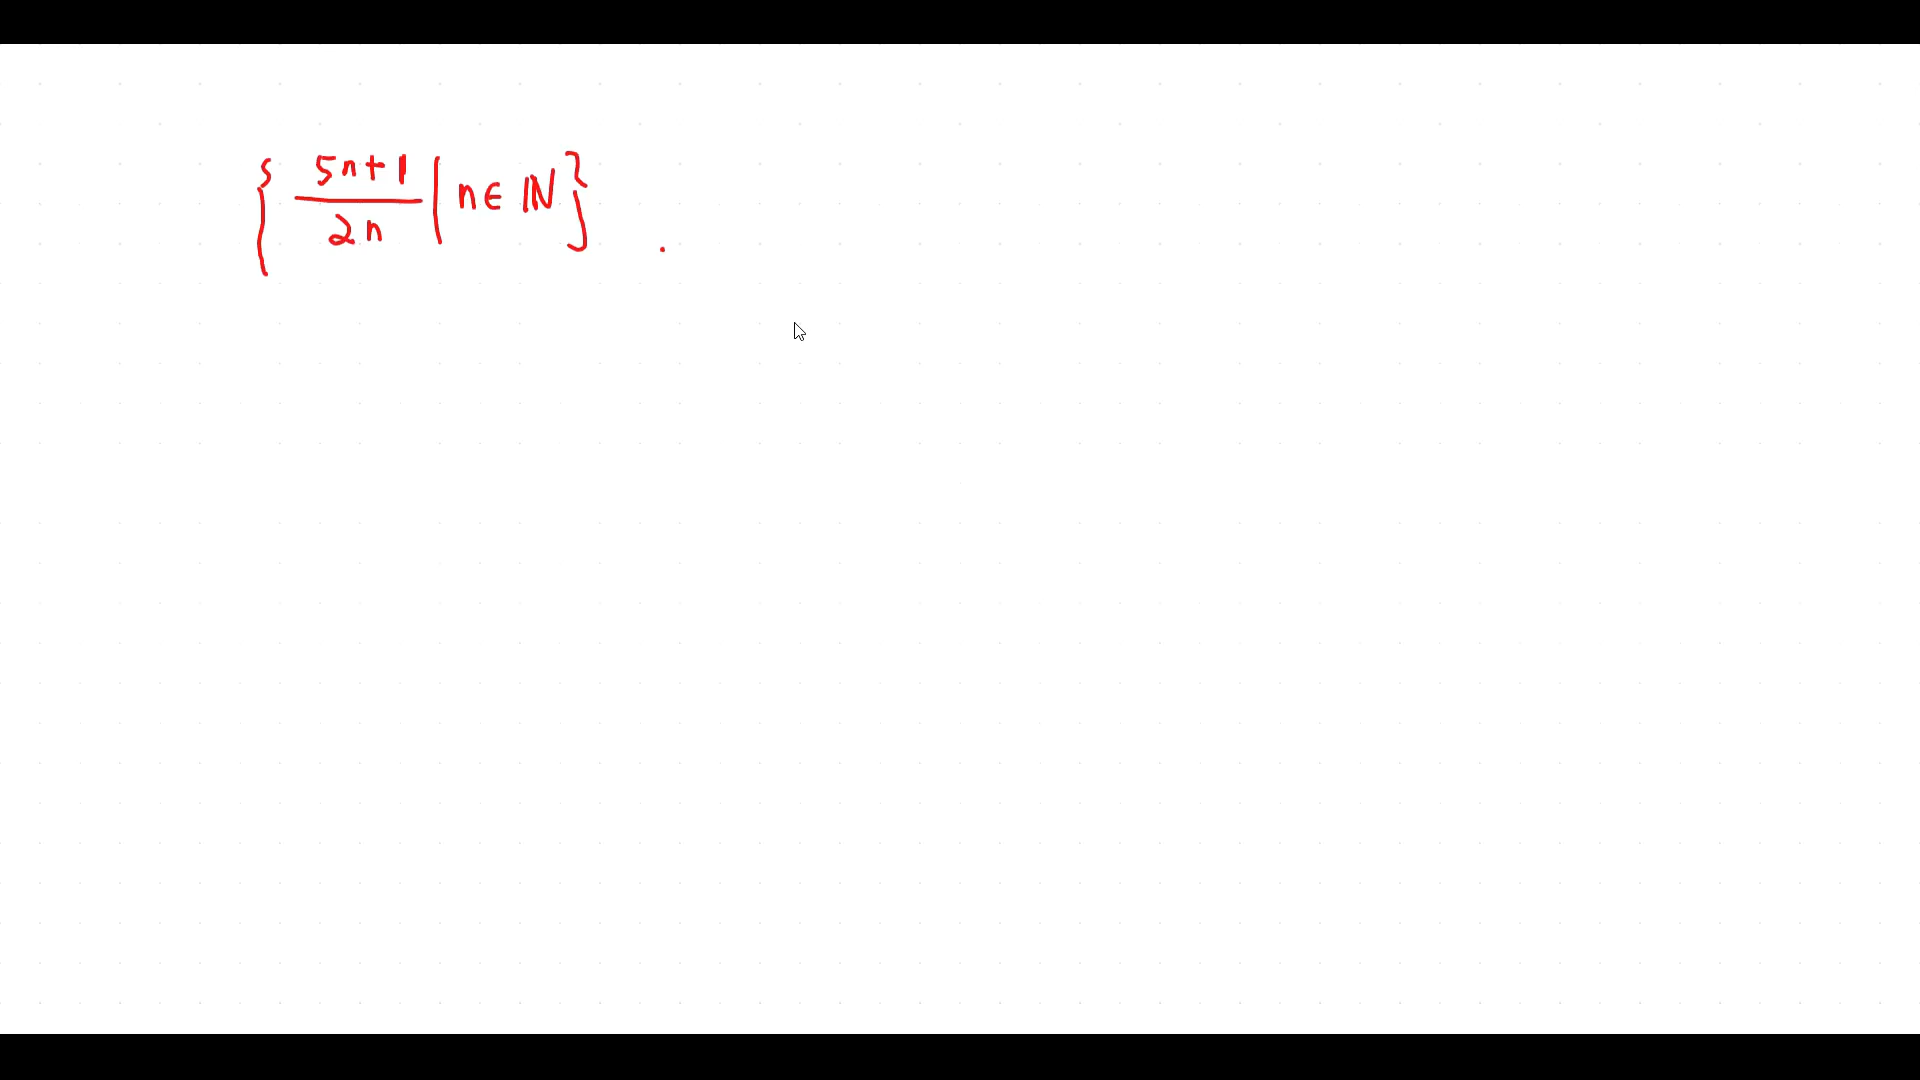 { (5n+1)/(2n) | n ∈ ℕ } .